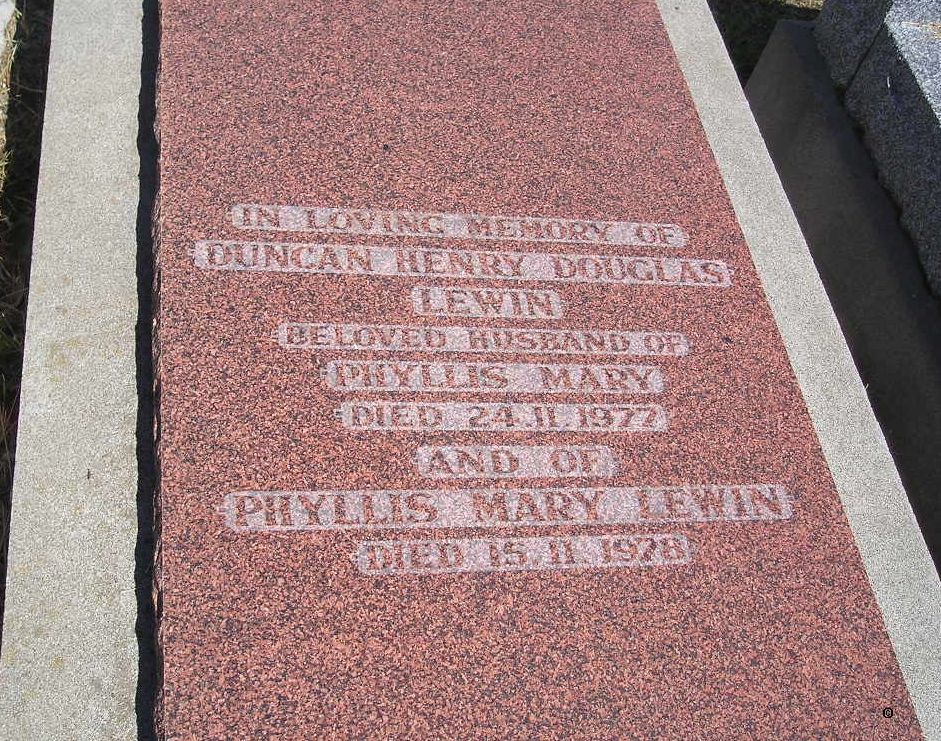 IN LOVING MEMORY OF
DUNCAN HENRY DOUGLAS
LEWIN
BELOVED HUSBAND OF
PHYLLIS MARY
DIED 24.11.1977
AND OF
PHYLLIS MARY LEWIN
DIED 15.11.1978